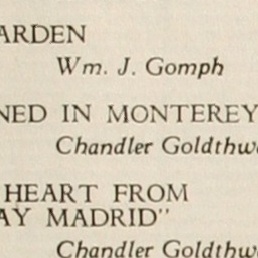 ARDEN
Wm. J. Gomph
NED IN MONTEREY
Chandler Goldthw
HEART FROM
AY MADRID"
Chandler Goldthw